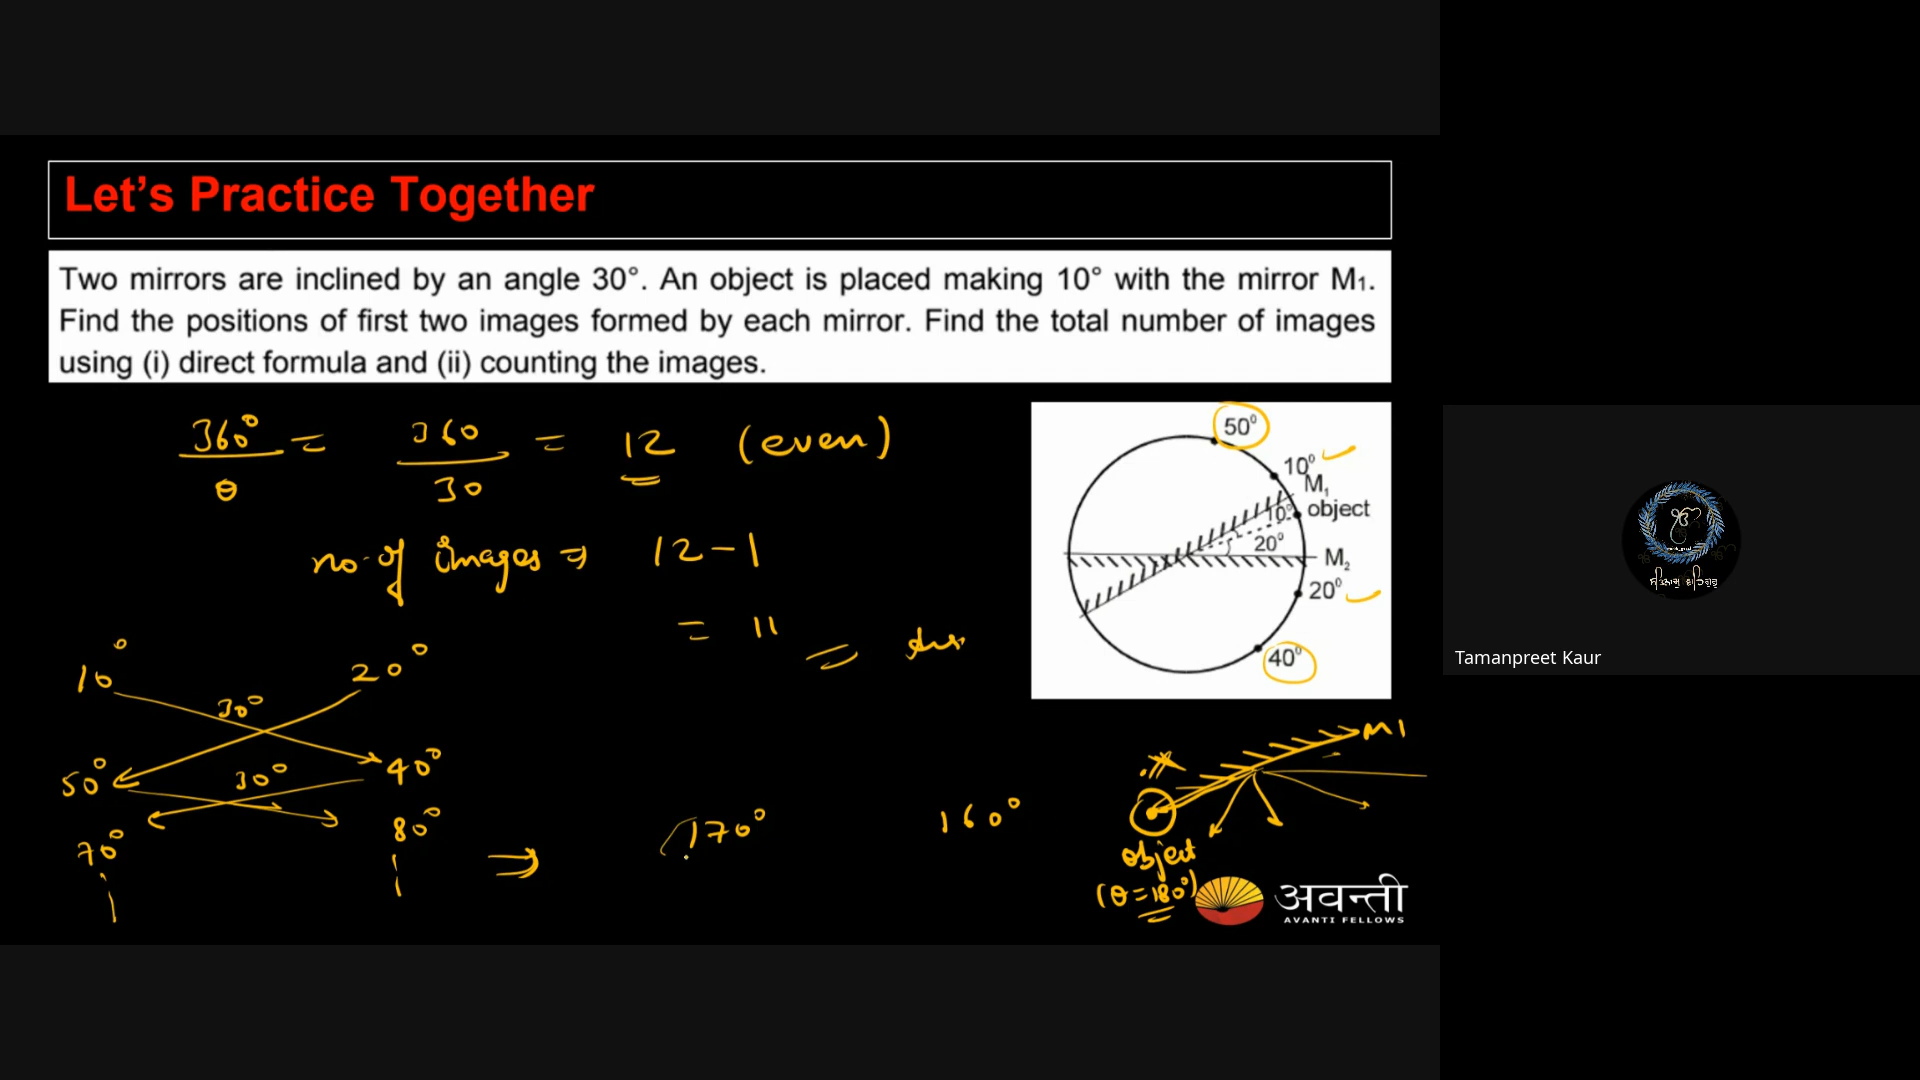 Let's Practice Together
Two mirrors are inclined by an angle 30°. An object is placed making 10° with the mirror M₁.
Find the positions of first two images formed by each mirror. Find the total number of images
using (i) direct formula and (ii) counting the images.
360°/θ = 360/30 = 12 (even)
no. of images ⇒ 12-1
= 11 = Ans.
10° 20°
30°
50° 40°
30°
70° 80° ⇒ 170° 160°
50°
10°
M₁
10° object
20°
M₂
20°
40°
M1
object
(θ=180°)
अवन्ती
AVANTI FELLOWS
Tamanpreet Kaur